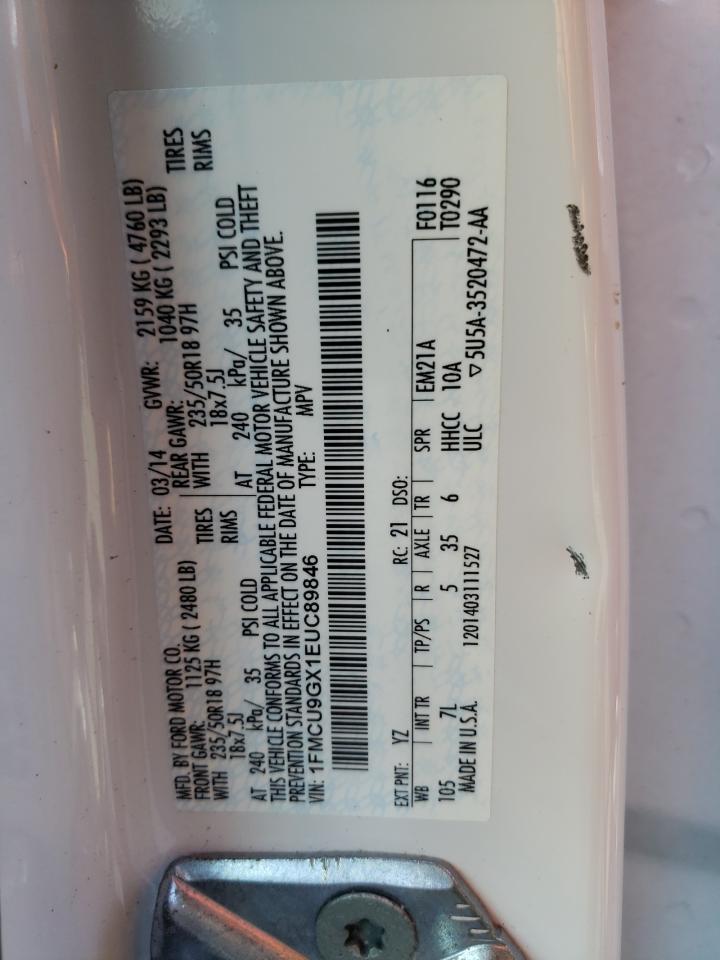 MFD. BY FORD MOTOR CO. DATE: 03/14 GVWR: 2159 KG ( 4760 LB)
FRONT GAWR: 1125 KG ( 2480 LB) REAR GAWR: 1040 KG ( 2293 LB)
WITH 235/50R18 97H TIRES WITH 235/50R18 97H TIRES
18x7.5J RIMS 18x7.5J RIMS
AT 240 kPa/ 35 PSI COLD AT 240 kPa/ 35 PSI COLD
THIS VEHICLE CONFORMS TO ALL APPLICABLE FEDERAL MOTOR VEHICLE SAFETY AND THEFT
PREVENTION STANDARDS IN EFFECT ON THE DATE OF MANUFACTURE SHOWN ABOVE.
VIN: 1FMCU9GX1EUC89846 TYPE: MPV
EXT PNT: YZ RC: 21 DSO: F0116
WB INT TR TP/PS R AXLE TR SPR EM21A T0290
105 7L 5 35 6 HHCC 10A
MADE IN U.S.A. 1201403111527 ULC ▽5U5A-3520472-AA